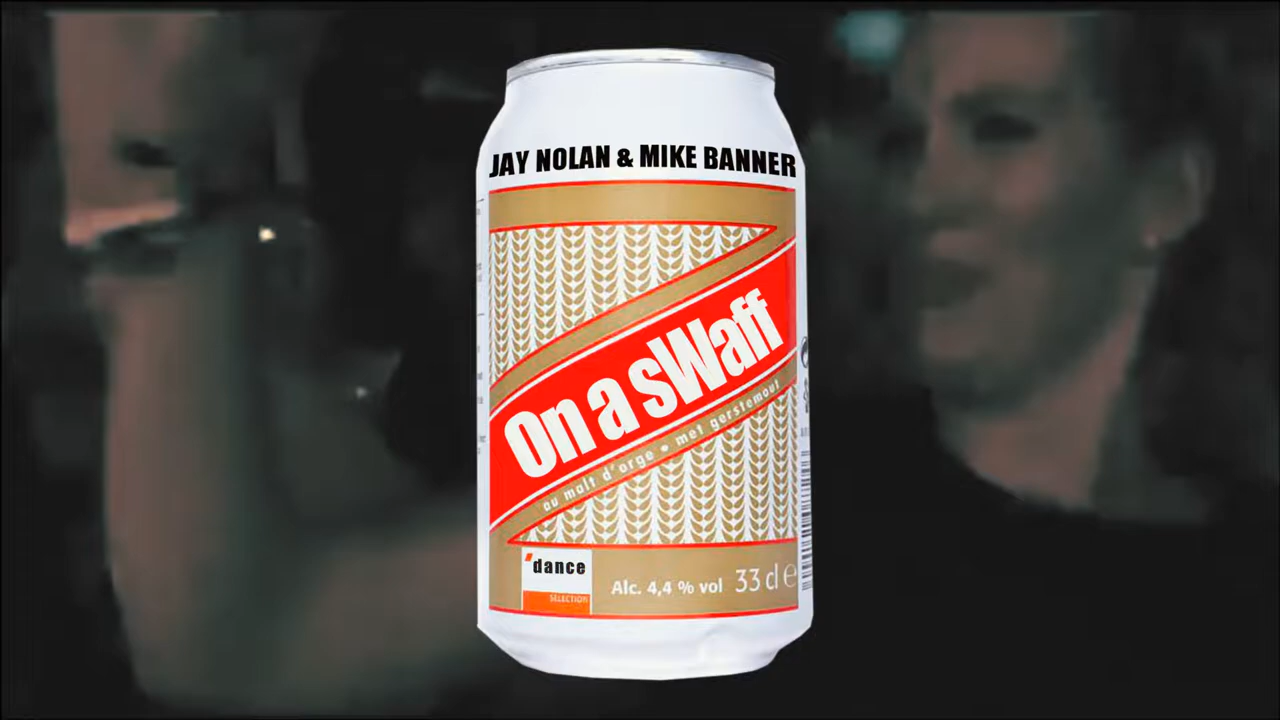 JAY NOLAN & MIKE BANNER
On a sWaff
au malt d'orge • met gerstemout
'dance
SELECTION
Alc. 4,4 % vol 33 cl e